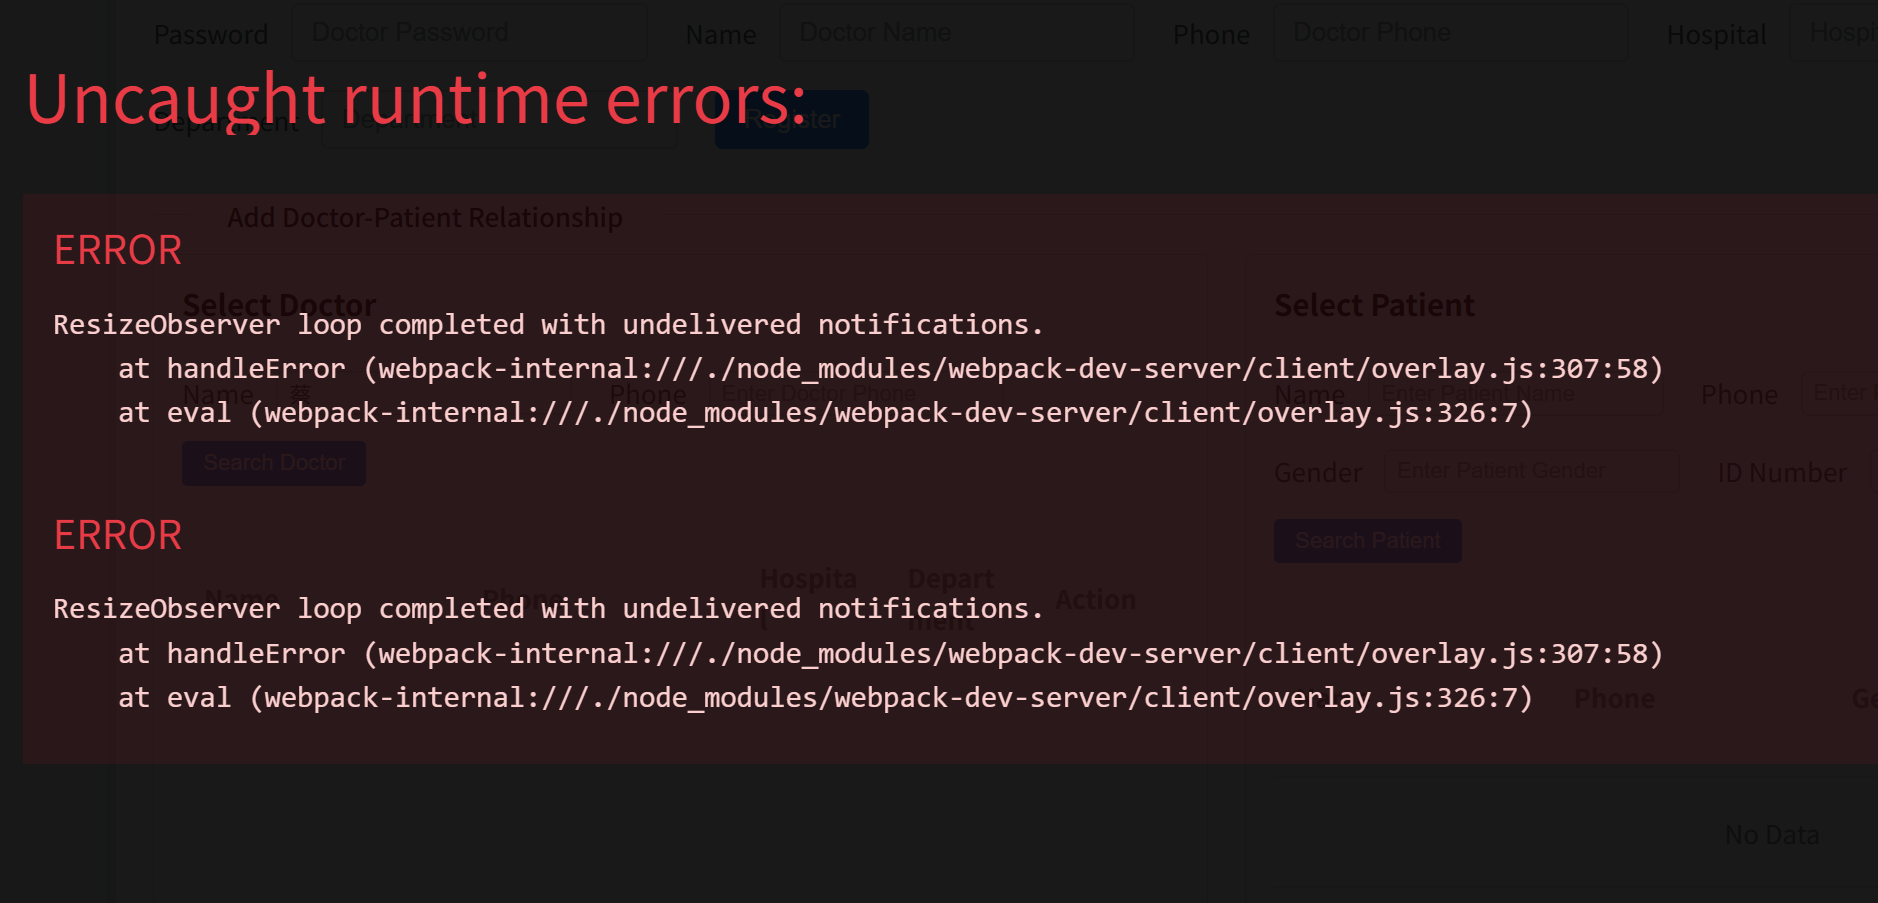 Password Doctor Password Name Doctor Name Phone Doctor Phone Hospital Hospi
Uncaught runtime errors:
Department Department Register
Add Doctor-Patient Relationship
ERROR
Select Doctor Select Patient
ResizeObserver loop completed with undelivered notifications.
at handleError (webpack-internal:///./node_modules/webpack-dev-server/client/overlay.js:307:58)
Name Phone Enter Doctor Phone Name Enter Patient Name Phone Enter
at eval (webpack-internal:///./node_modules/webpack-dev-server/client/overlay.js:326:7)
Search Doctor
Gender Enter Patient Gender ID Number
ERROR
Search Patient
Name Phone Hospital Department Action
ResizeObserver loop completed with undelivered notifications.
at handleError (webpack-internal:///./node_modules/webpack-dev-server/client/overlay.js:307:58)
at eval (webpack-internal:///./node_modules/webpack-dev-server/client/overlay.js:326:7)
Phone Ge
No Data